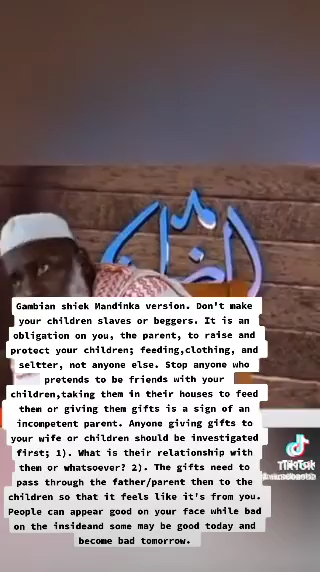 Gambian shiek Mandinka version. Don't make
your children slaves or beggers. It is an
obligation on you, the parent, to raise and
protect your children; feeding,clothing, and
seltter, not anyone else. Stop anyone who
pretends to be friends with your
children,taking them in their houses to feed
them or giving them gifts is a sign of an
incompetent parent. Anyone giving gifts to
your wife or children should be investigated
first; 1). What is their relationship with
them or whatsoever? 2). The gifts need to
pass through the father/parent then to the
children so that it feels like it's from you.
People can appear good on your face while bad
on the insideand some may be good today and
become bad tomorrow.
TikTok